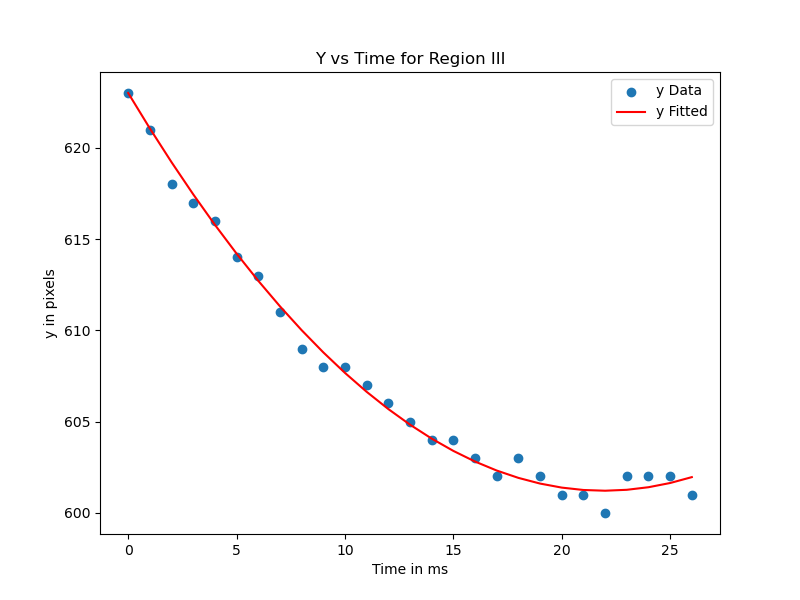 Y vs Time for Region III
y Data
y Fitted
y in pixels
620
615
610
605
600
0 5 10 15 20 25
Time in ms